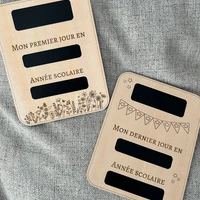 Mon premier jour en
Année scolaire
Mon dernier jour en
Année scolaire